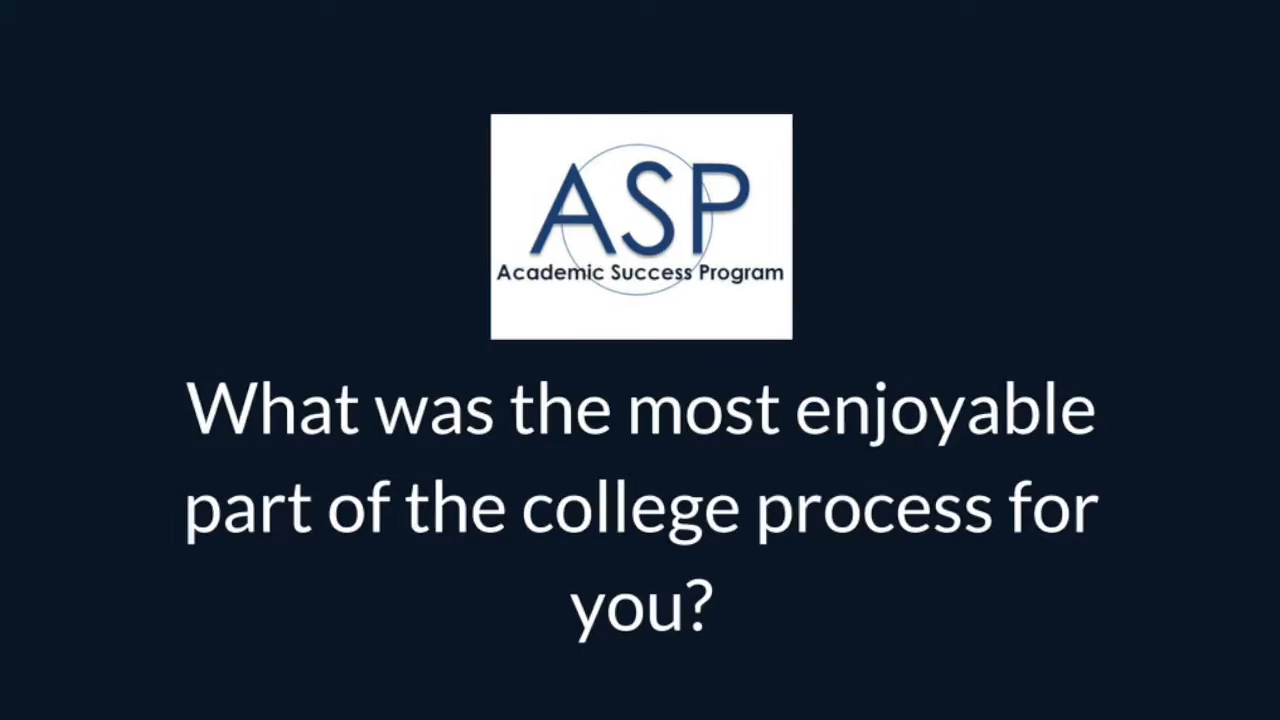 ASP
Academic Success Program
What was the most enjoyable
part of the college process for
you?